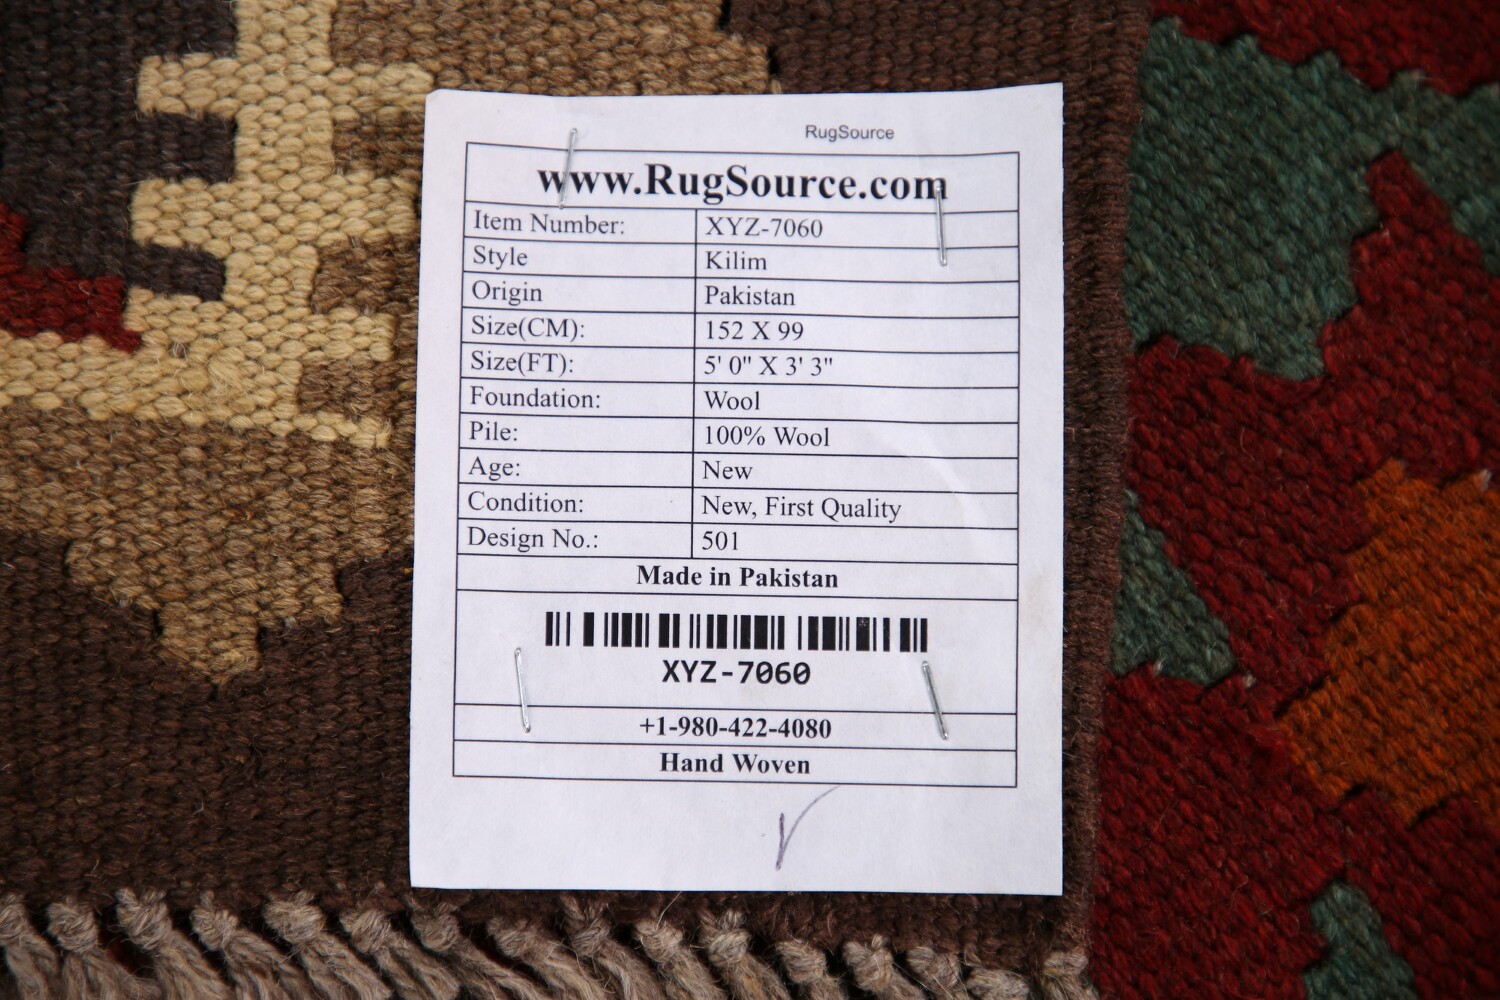 RugSource
www.RugSource.com
Item Number: XYZ-7060
Style Kilim
Origin Pakistan
Size(CM): 152 X 99
Size(FT): 5' 0" X 3' 3"
Foundation: Wool
Pile: 100% Wool
Age: New
Condition: New, First Quality
Design No.: 501
Made in Pakistan
XYZ-7060
+1-980-422-4080
Hand Woven